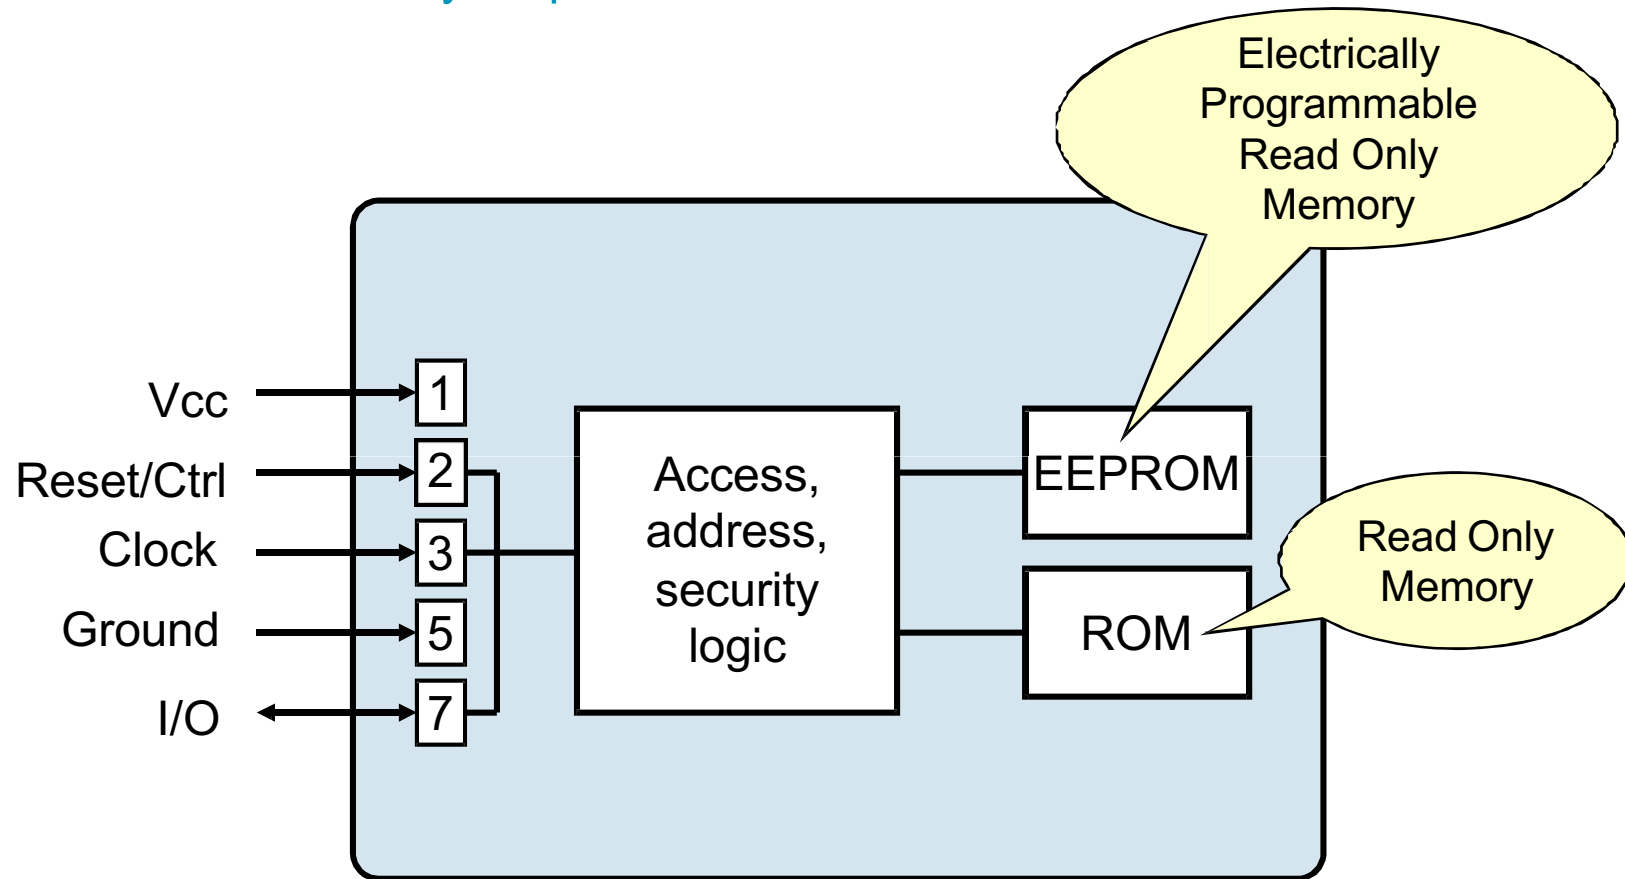 Electrically
Programmable
Read Only
Memory
Vcc
1
Reset/Ctrl
2
Clock
3
Ground
5
I/O
7
Access,
address,
security
logic
EEPROM
ROM
Read Only
Memory